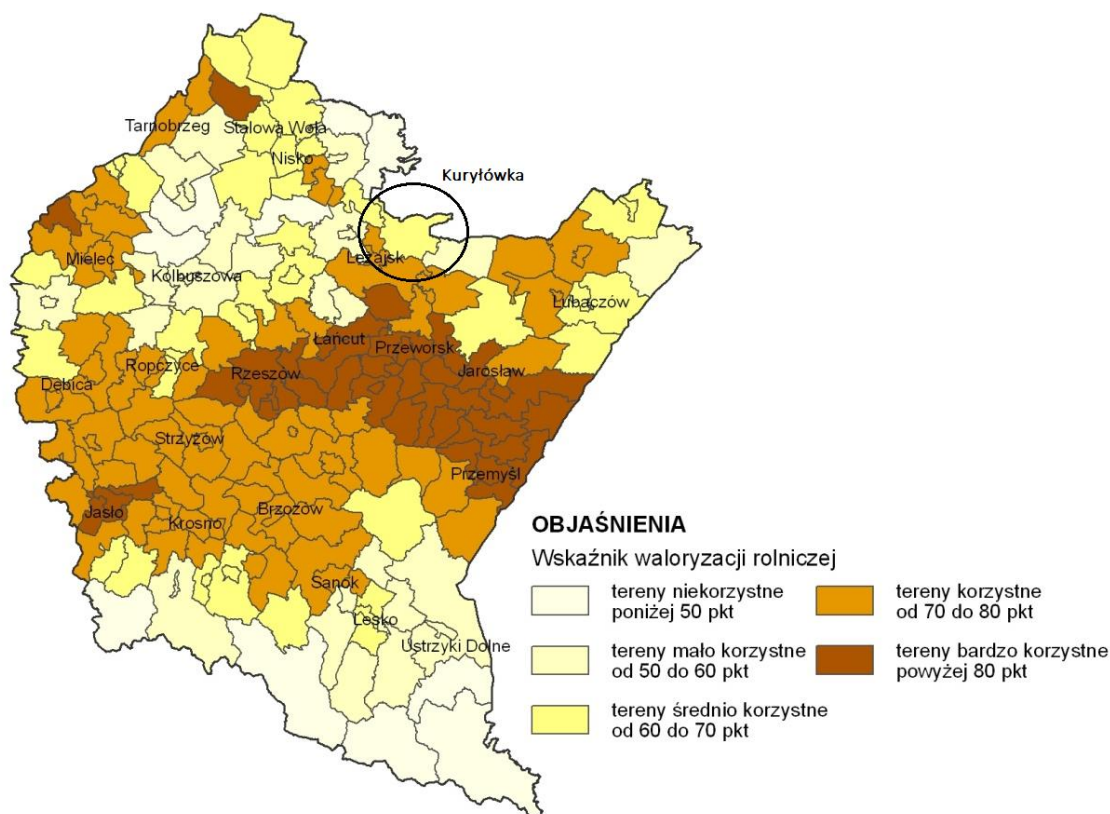 Tarnobrzeg
Stalowa Wola
Nisko
Kuryłówka
Mielec
Leżajsk
Kolbuszowa
Lubaczów
Łańcut
Przeworsk
Ropczyce
Rzeszów
Jarosław
Dębica
Strzyżów
Przemyśl
Jasło
Krosno
Brzozów
Sanok
Lesko
Ustrzyki Dolne
OBJAŚNIENIA
Wskaźnik waloryzacji rolniczej
tereny niekorzystne
poniżej 50 pkt
tereny mało korzystne
od 50 do 60 pkt
tereny średnio korzystne
od 60 do 70 pkt
tereny korzystne
od 70 do 80 pkt
tereny bardzo korzystne
powyżej 80 pkt